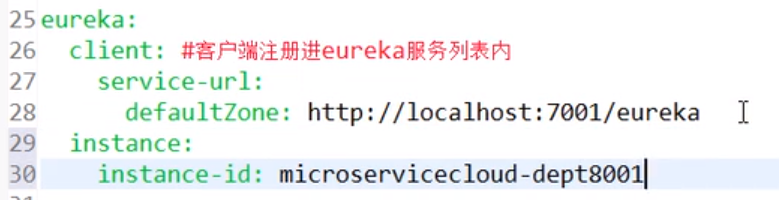 25 eureka:
26 client: #客户端注册进eureka服务列表内
27 service-url:
28 defaultZone: http://localhost:7001/eureka
29 instance:
30 instance-id: microservicecloud-dept8001